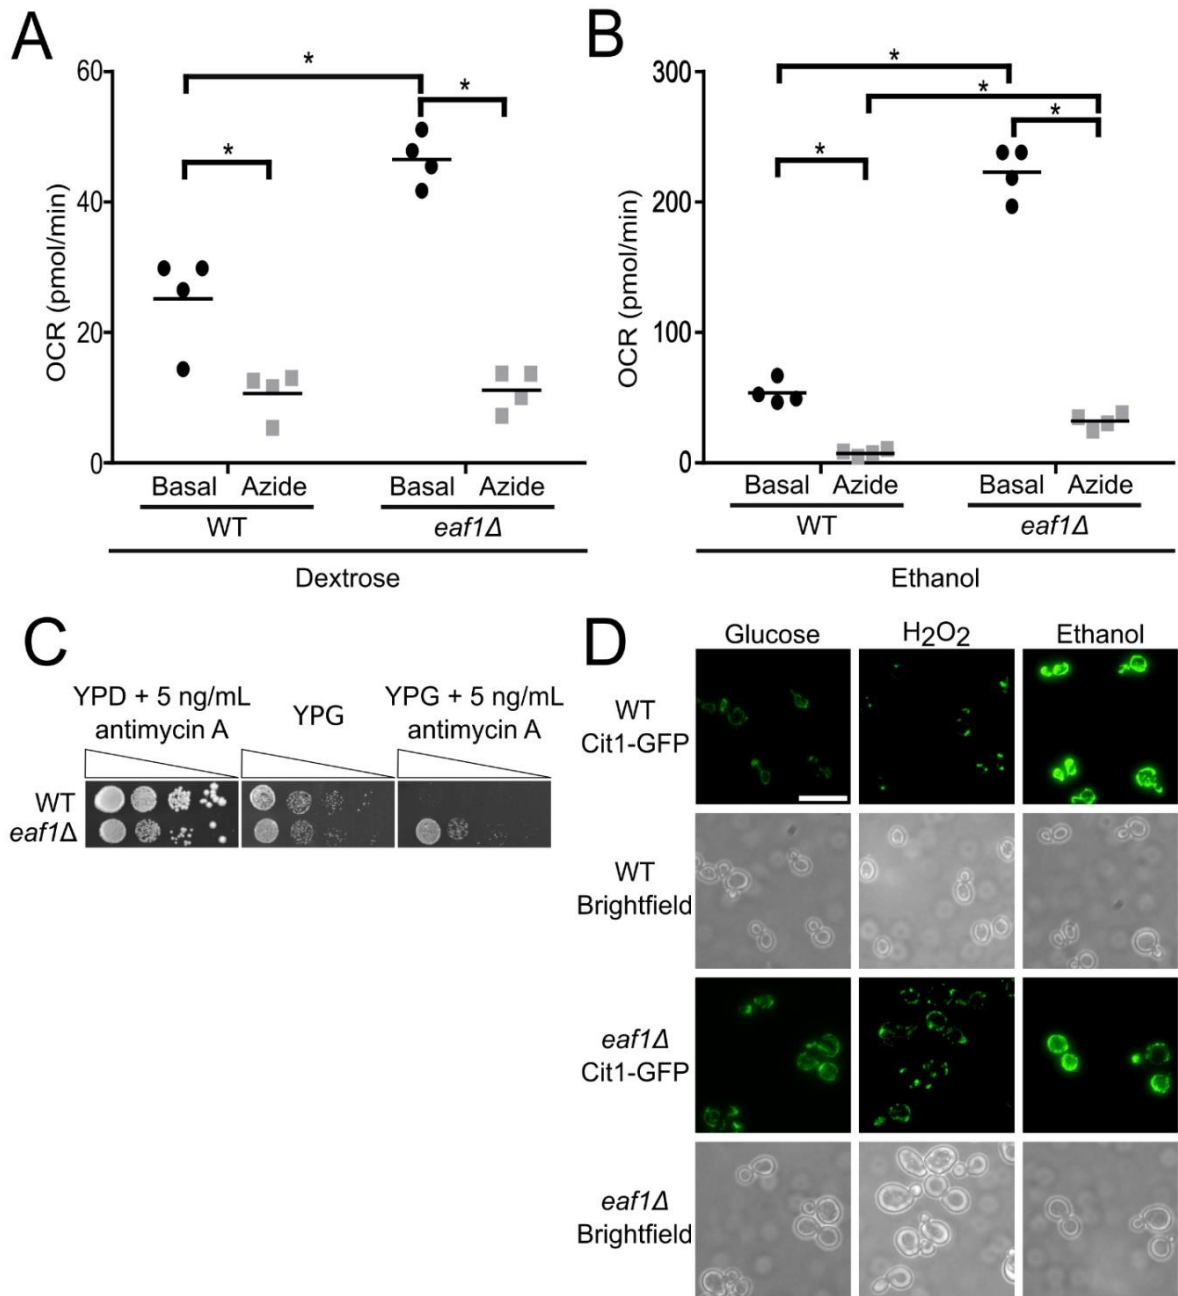 A
*
*
*
60
40
20
0
OCR (pmol/min)
Basal Azide Basal Azide
WT eaf1Δ
Dextrose
B
*
*
*
*
300
200
100
0
OCR (pmol/min)
Basal Azide Basal Azide
WT eaf1Δ
Ethanol
C
YPD + 5 ng/mL
antimycin A
YPG
YPG + 5 ng/mL
antimycin A
WT
eaf1Δ
D
Glucose H₂O₂ Ethanol
WT
Cit1-GFP
WT
Brightfield
eaf1Δ
Cit1-GFP
eaf1Δ
Brightfield